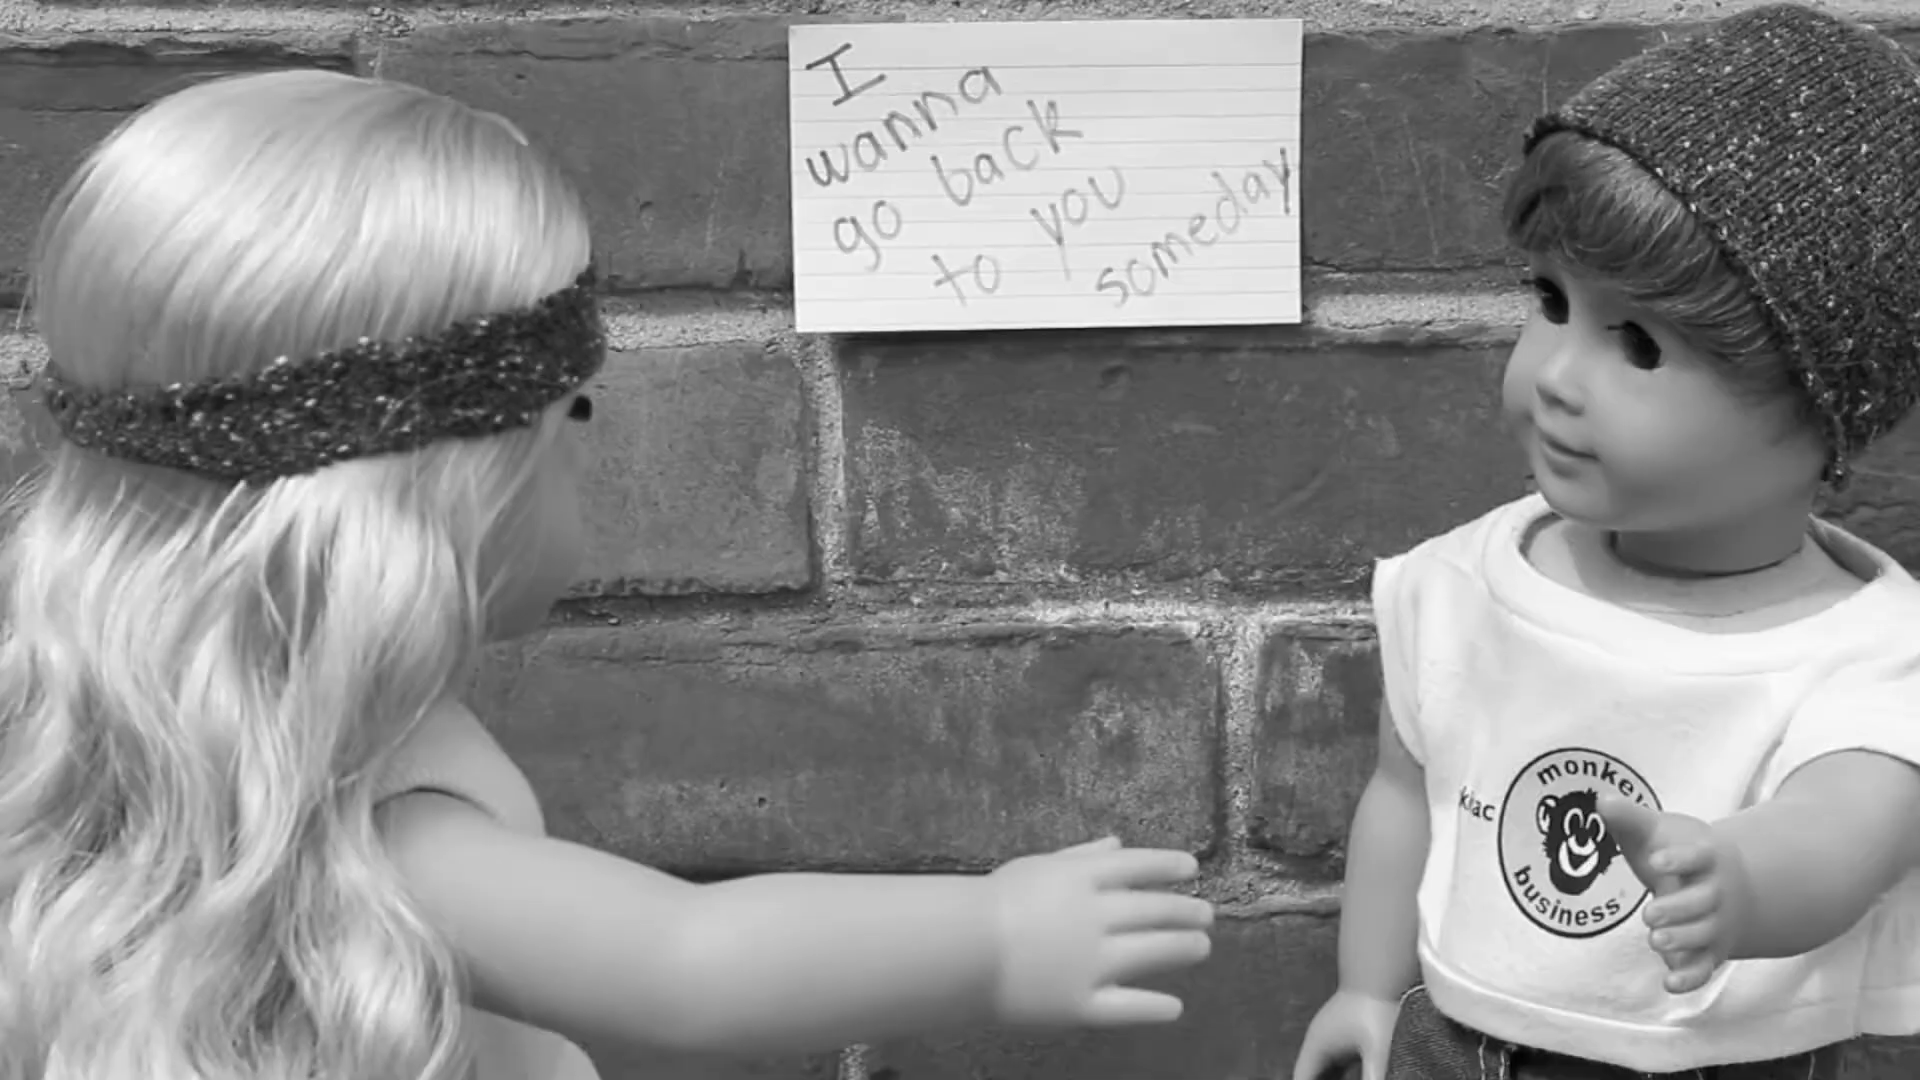 I
wanna
go back
to you
someday
monkey
business